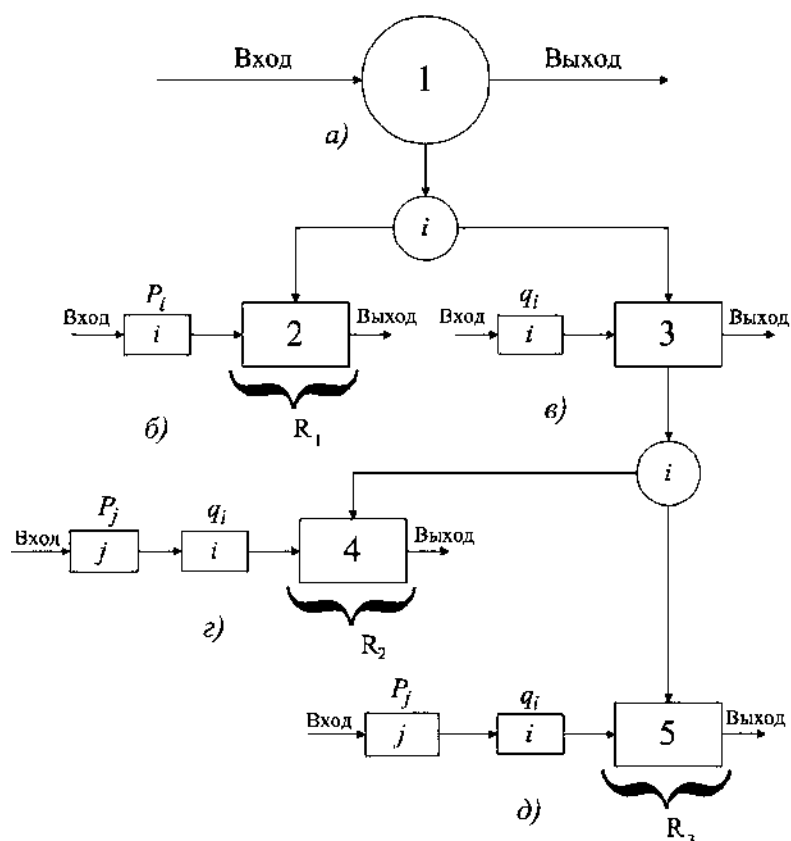 Вход
Выход
1
а)
i
P_i
q_i
Вход
i
2
Выход
Вход
i
3
Выход
б)
R_1
в)
i
P_j
q_i
Вход
j
i
4
Выход
г)
R_2
P_j
q_i
Вход
j
i
5
Выход
д)
R_3